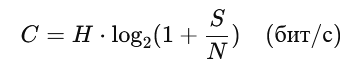 C = H · log₂(1 + S/N) (бит/с)